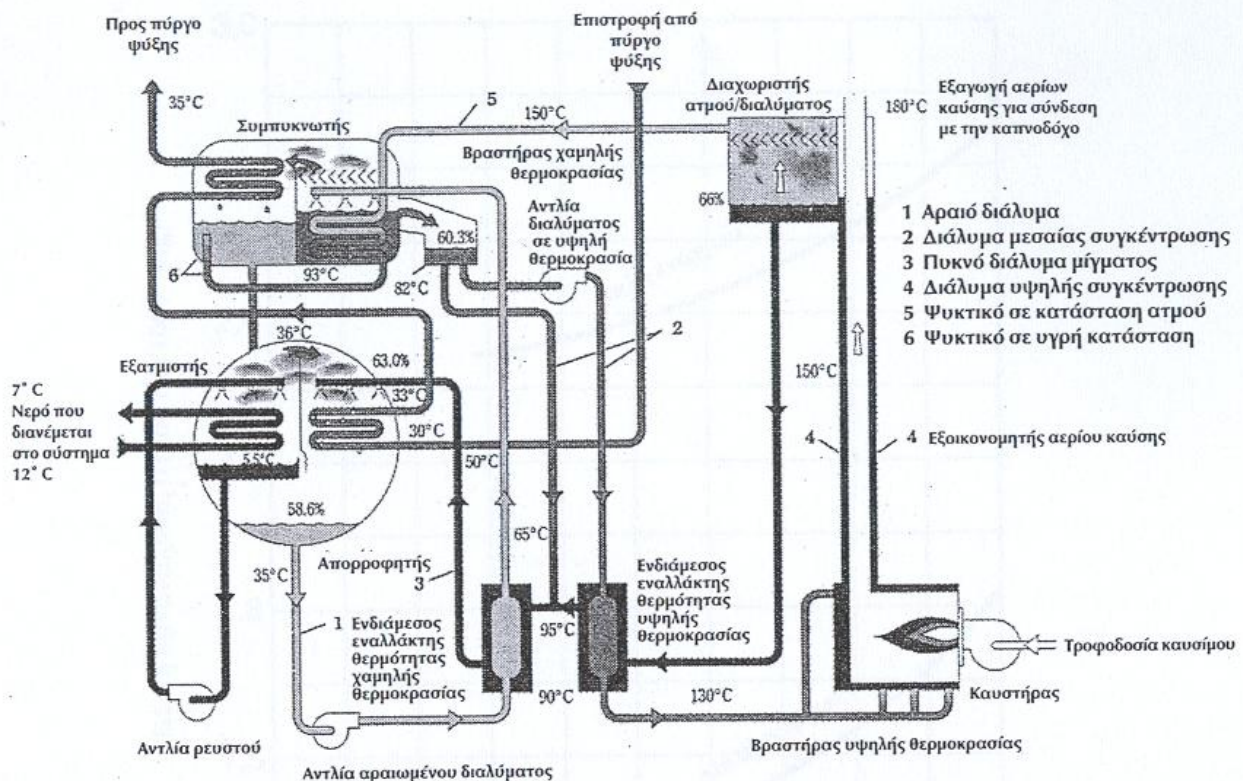 Προς πύργο
ψύξης
Επιστροφή από
πύργο
ψύξης
Διαχωριστής
ατμού/διαλύματος
180°C
Εξαγωγή αερίων
καύσης για σύνδεση
με την καπνοδόχο
35°C
5
150°C
Συμπυκνωτής
Βραστήρας χαμηλής
θερμοκρασίας
66%
Αντλία
διαλύματος
σε υψηλή
θερμοκρασία
60.3%
6
93°C
82°C
2
1 Αραιό διάλυμα
2 Διάλυμα μεσαίας συγκέντρωσης
3 Πυκνό διάλυμα μίγματος
4 Διάλυμα υψηλής συγκέντρωσης
5 Ψυκτικό σε κατάσταση ατμού
6 Ψυκτικό σε υγρή κατάσταση
36°C
Εξατμιστής
63.0%
33°C
7° C
Νερό που
διανέμεται
στο σύστημα
12° C
30°C
50°C
5.5°C
58.6%
150°C
4
4 Εξοικονομητής αερίου καύσης
65°C
35°C
Απορροφητής
3
1 Ενδιάμεσος
εναλλάκτης
θερμότητας
χαμηλής
θερμοκρασίας
95°C
90°C
Ενδιάμεσος
εναλλάκτης
θερμότητας
υψηλής
θερμοκρασίας
130°C
Τροφοδοσία καυσίμου
Καυστήρας
Αντλία ρευστού
Αντλία αραιωμένου διαλύματος
Βραστήρας υψηλής θερμοκρασίας